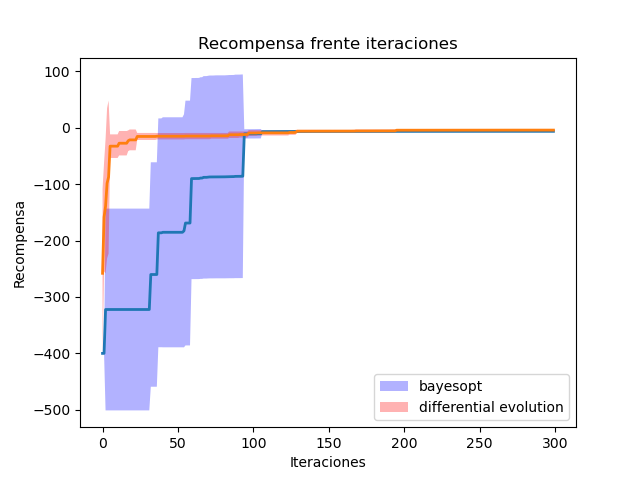 Recompensa frente iteraciones
100
0
−100
−200
−300
−400
−500
Recompensa
0
50
100
150
200
250
300
Iteraciones
bayesopt
differential evolution